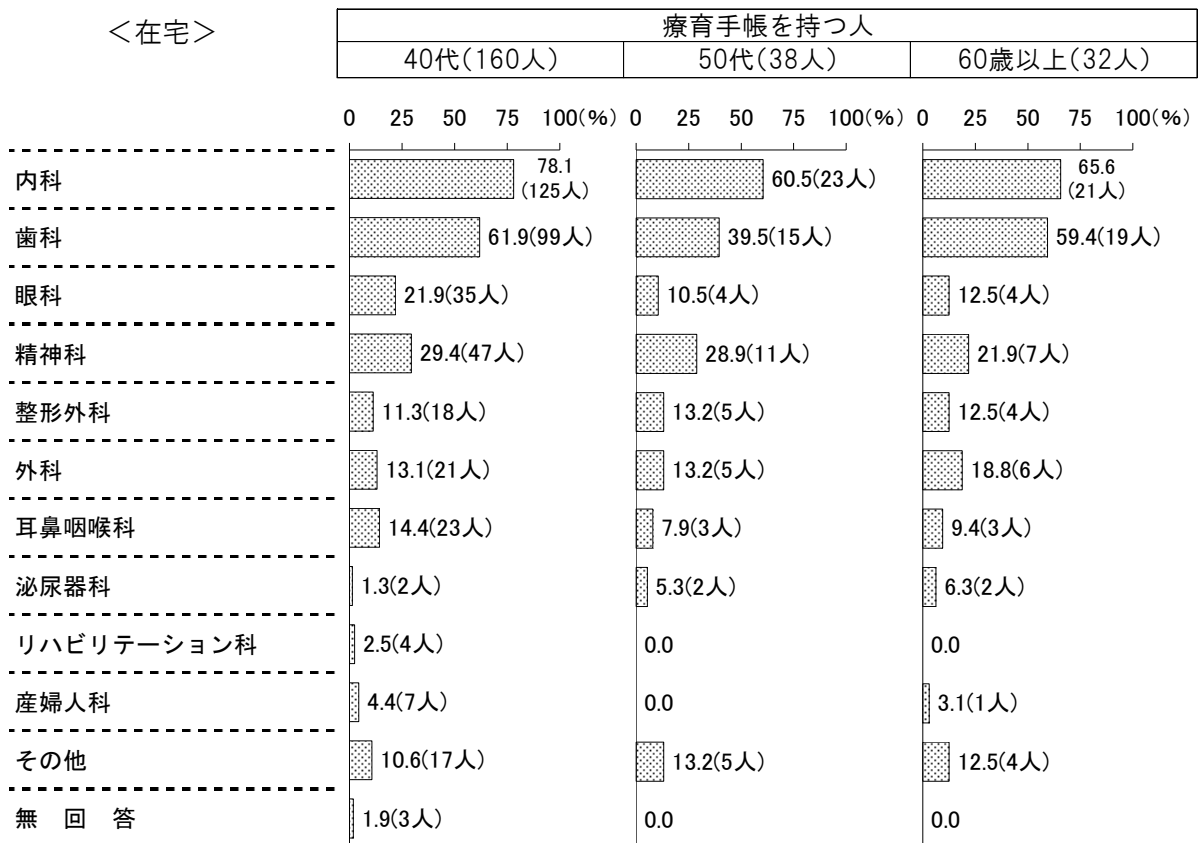 ＜在宅＞
療育手帳を持つ人
40代(160人) 50代(38人) 60歳以上(32人)
0 25 50 75 100(%) 0 25 50 75 100(%) 0 25 50 75 100(%)
内科 78.1 (125人) 60.5(23人) 65.6 (21人)
歯科 61.9(99人) 39.5(15人) 59.4(19人)
眼科 21.9(35人) 10.5(4人) 12.5(4人)
精神科 29.4(47人) 28.9(11人) 21.9(7人)
整形外科 11.3(18人) 13.2(5人) 12.5(4人)
外科 13.1(21人) 13.2(5人) 18.8(6人)
耳鼻咽喉科 14.4(23人) 7.9(3人) 9.4(3人)
泌尿器科 1.3(2人) 5.3(2人) 6.3(2人)
リハビリテーション科 2.5(4人) 0.0 0.0
産婦人科 4.4(7人) 0.0 3.1(1人)
その他 10.6(17人) 13.2(5人) 12.5(4人)
無　回　答 1.9(3人) 0.0 0.0